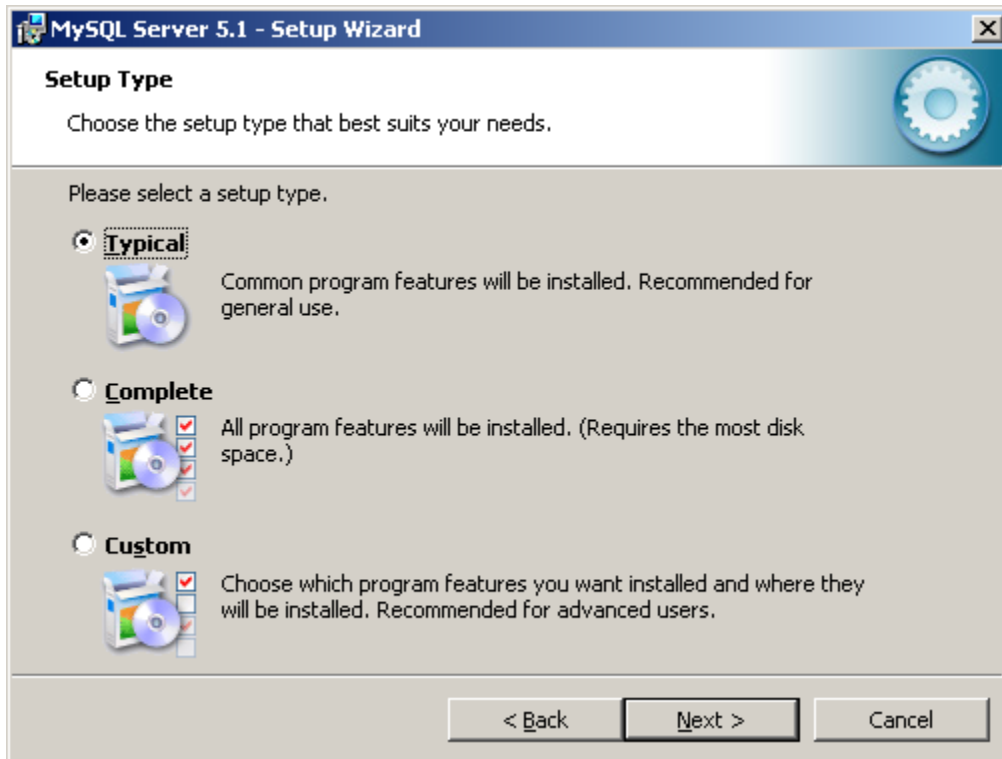 MySQL Server 5.1 - Setup Wizard
Setup Type
Choose the setup type that best suits your needs.
Please select a setup type.
Typical
Common program features will be installed. Recommended for
general use.
Complete
All program features will be installed. (Requires the most disk
space.)
Custom
Choose which program features you want installed and where they
will be installed. Recommended for advanced users.
< Back
Next >
Cancel